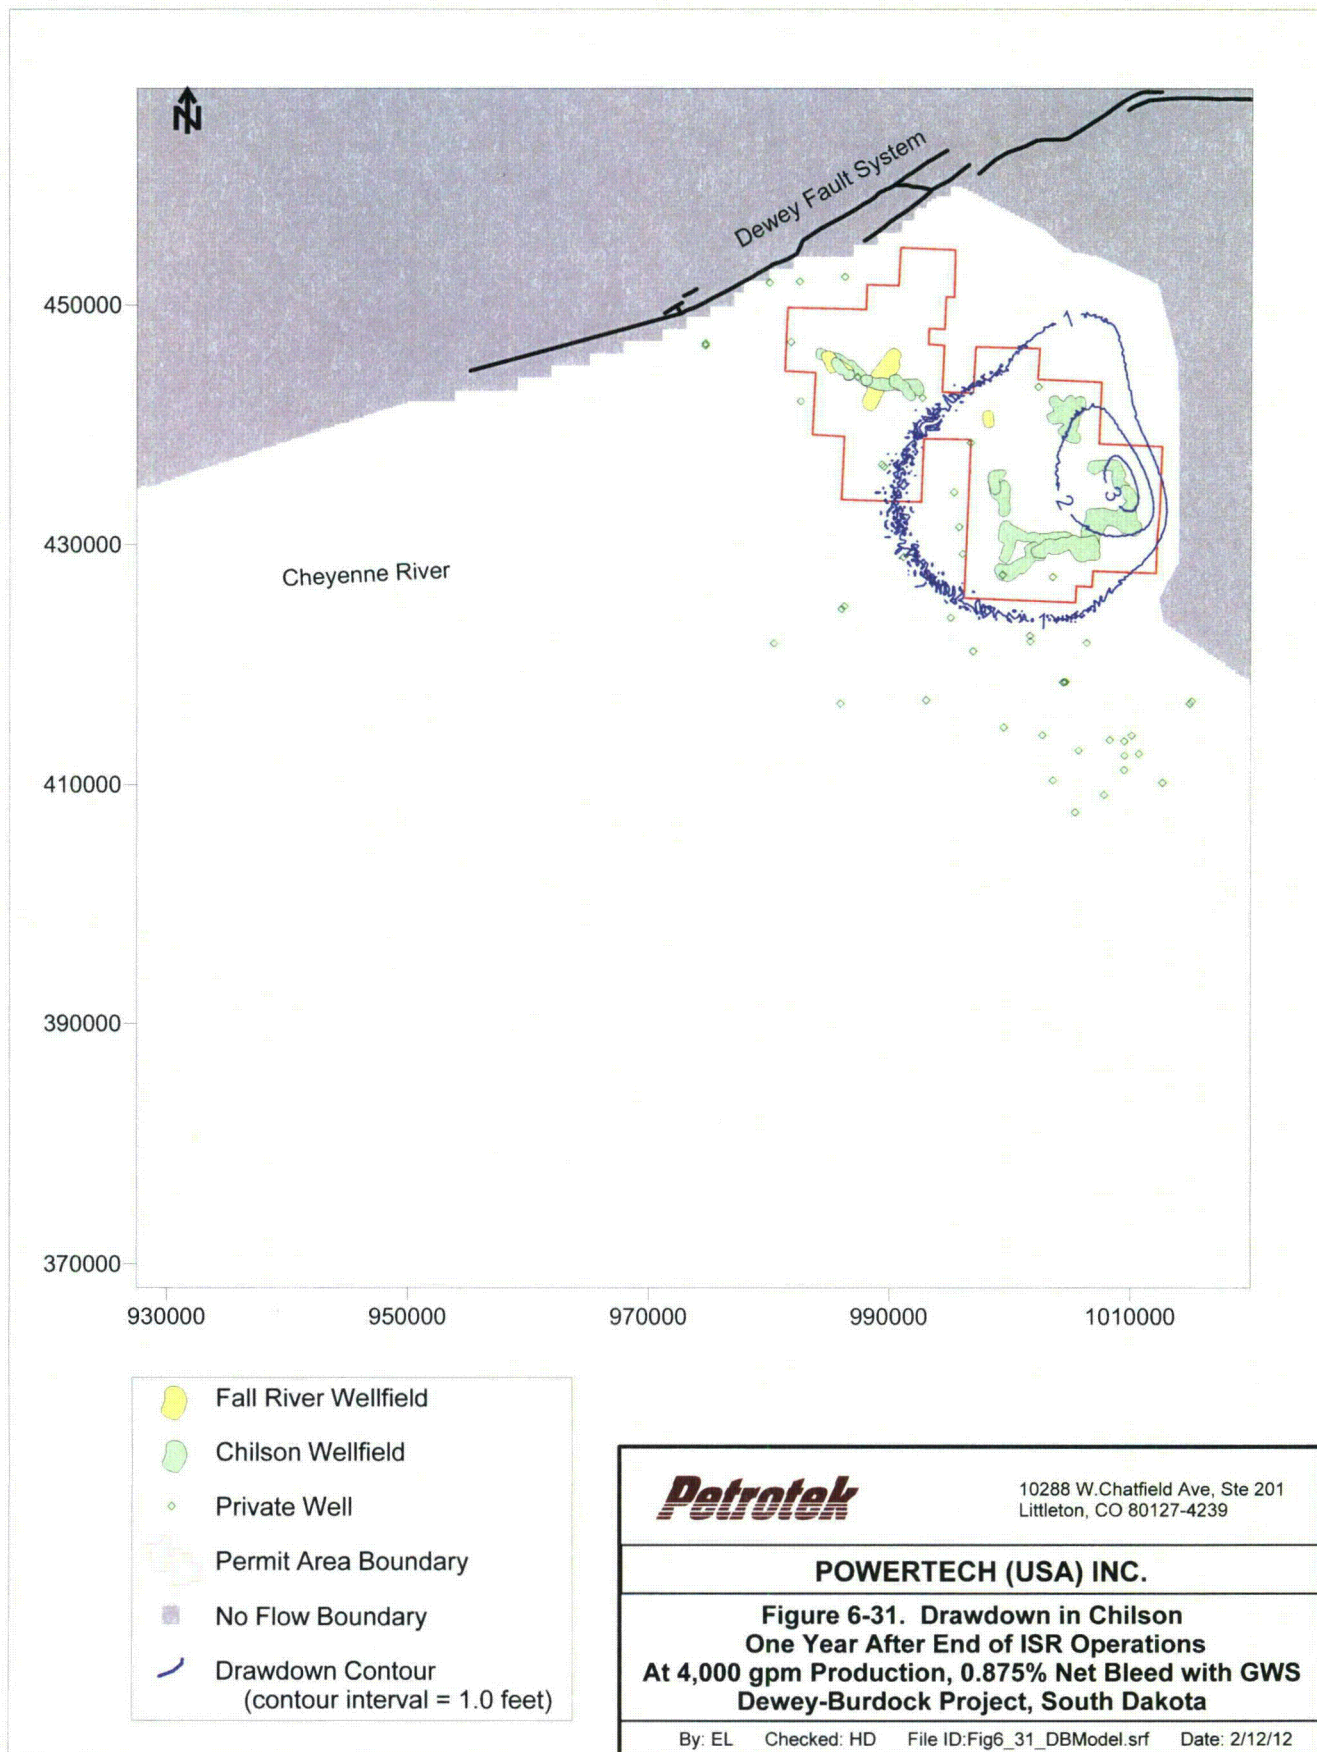 N
Dewey Fault System
450000
430000
410000
390000
370000
1
2
3
1
Cheyenne River
930000
950000
970000
990000
1010000
Fall River Wellfield
Chilson Wellfield
Private Well
Permit Area Boundary
No Flow Boundary
Drawdown Contour
(contour interval = 1.0 feet)
Petrotek
10288 W.Chatfield Ave, Ste 201
Littleton, CO 80127-4239
POWERTECH (USA) INC.
Figure 6-31. Drawdown in Chilson
One Year After End of ISR Operations
At 4,000 gpm Production, 0.875% Net Bleed with GWS
Dewey-Burdock Project, South Dakota
By: EL Checked: HD File ID:Fig6_31_DBModel.srf Date: 2/12/12